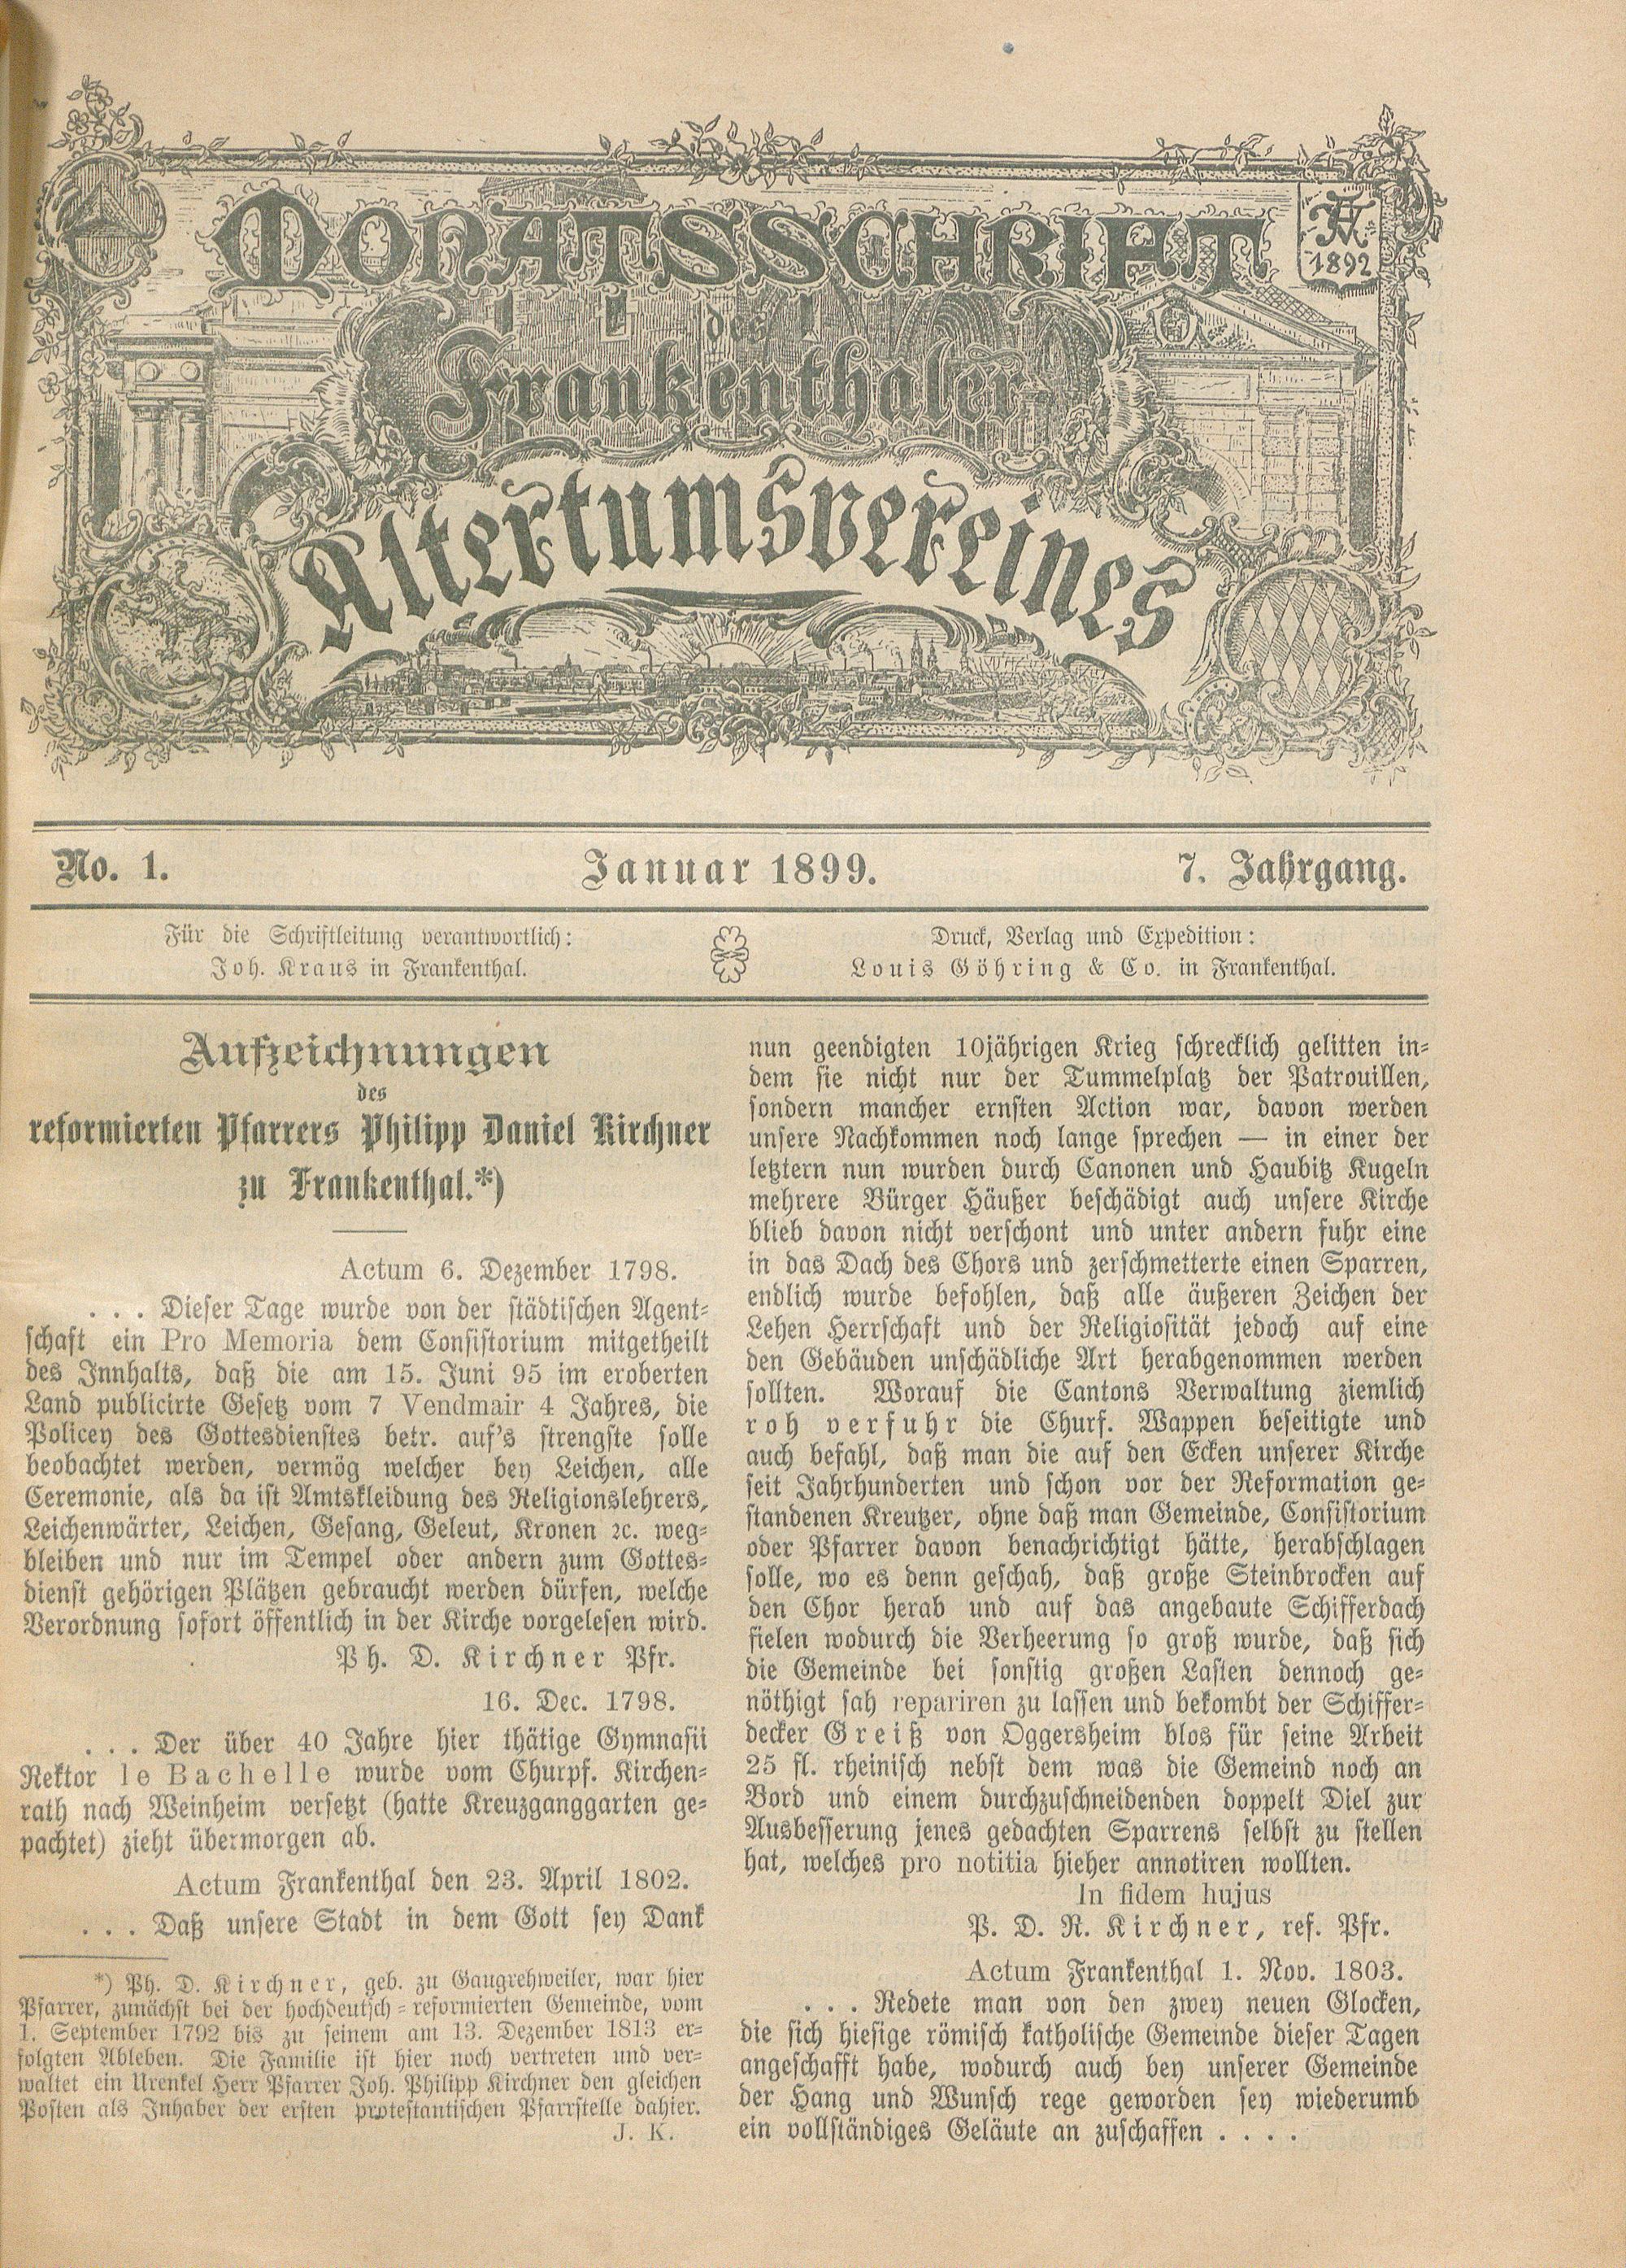 Monatsschrift
AV
1892
des
Frankenthaler
Altertumsvereines
No. 1.
Januar 1899.
7. Jahrgang.
Für die Schriftleitung verantwortlich:
Joh. Kraus in Frankenthal.
Druck, Verlag und Expedition:
Louis Göhring & Co. in Frankenthal.
Aufzeichnungen
des
reformierten Pfarrers Philipp Daniel Kirchner
zu Frankenthal.*)
Actum 6. Dezember 1798.
. . . Dieser Tage wurde von der städtischen Agent-
schaft ein Pro Memoria dem Consistorium mitgetheilt
des Innhalts, daß die am 15. Juni 95 im eroberten
Land publicirte Gesetz vom 7 Vendmair 4 Jahres, die
Policey des Gottesdienstes betr. auf's strengste solle
beobachtet werden, vermög welcher bey Leichen, alle
Ceremonie, als da ist Amtskleidung des Religionslehrers,
Leichenwärter, Leichen, Gesang, Geleut, Kronen ꝛc. weg-
bleiben und nur im Tempel oder andern zum Gottes-
dienst gehörigen Plätzen gebraucht werden dürfen, welche
Verordnung sofort öffentlich in der Kirche vorgelesen wird.
Ph. D. Kirchner Pfr.
16. Dec. 1798.
. . . Der über 40 Jahre hier thätige Gymnasii
Rektor le Bachelle wurde vom Churpf. Kirchen-
rath nach Weinheim versetzt (hatte Kreuzganggarten ge-
pachtet) zieht übermorgen ab.
Actum Frankenthal den 23. April 1802.
. . . Daß unsere Stadt in dem Gott sey Dank
*) Ph. D. Kirchner, geb. zu Gaugrehweiler, war hier
Pfarrer, zunächst bei der hochdeutsch-reformierten Gemeinde, vom
1. September 1792 bis zu seinem am 13. Dezember 1813 er-
folgten Ableben. Die Familie ist hier noch vertreten und ver-
waltet ein Urenkel Herr Pfarrer Joh. Philipp Kirchner den gleichen
Posten als Inhaber der ersten protestantischen Pfarrstelle dahier.
J. K.
nun geendigten 10jährigen Krieg schrecklich gelitten in-
dem sie nicht nur der Tummelplatz der Patrouillen,
sondern mancher ernsten Action war, davon werden
unsere Nachkommen noch lange sprechen — in einer der
letztern nun wurden durch Canonen und Haubitz Kugeln
mehrere Bürger Häußer beschädigt auch unsere Kirche
blieb davon nicht verschont und unter andern fuhr eine
in das Dach des Chors und zerschmetterte einen Sparren,
endlich wurde befohlen, daß alle äußeren Zeichen der
Lehen Herrschaft und der Religiosität jedoch auf eine
den Gebäuden unschädliche Art herabgenommen werden
sollten. Worauf die Cantons Verwaltung ziemlich
roh verfuhr die Churf. Wappen beseitigte und
auch befahl, daß man die auf den Ecken unserer Kirche
seit Jahrhunderten und schon vor der Reformation ge-
standenen Kreutzer, ohne daß man Gemeinde, Consistorium
oder Pfarrer davon benachrichtigt hätte, herabschlagen
solle, wo es denn geschah, daß große Steinbrocken auf
den Chor herab und auf das angebaute Schifferdach
fielen wodurch die Verheerung so groß wurde, daß sich
die Gemeinde bei sonstig großen Lasten dennoch ge-
nöthigt sah repariren zu lassen und bekombt der Schiffer-
decker Greiß von Oggersheim blos für seine Arbeit
25 fl. rheinisch nebst dem was die Gemeind noch an
Bord und einem durchzuschneidenden doppelt Diel zur
Ausbesserung jenes gedachten Sparrens selbst zu stellen
hat, welches pro notitia hieher annotiren wollten.
In fidem hujus
P. D. R. Kirchner, ref. Pfr.
Actum Frankenthal 1. Nov. 1803.
. . . Redete man von den zwey neuen Glocken,
die sich hiesige römisch katholische Gemeinde dieser Tagen
angeschafft habe, wodurch auch bey unserer Gemeinde
der Hang und Wunsch rege geworden sey wiederumb
ein vollständiges Geläute an zuschaffen . . . .